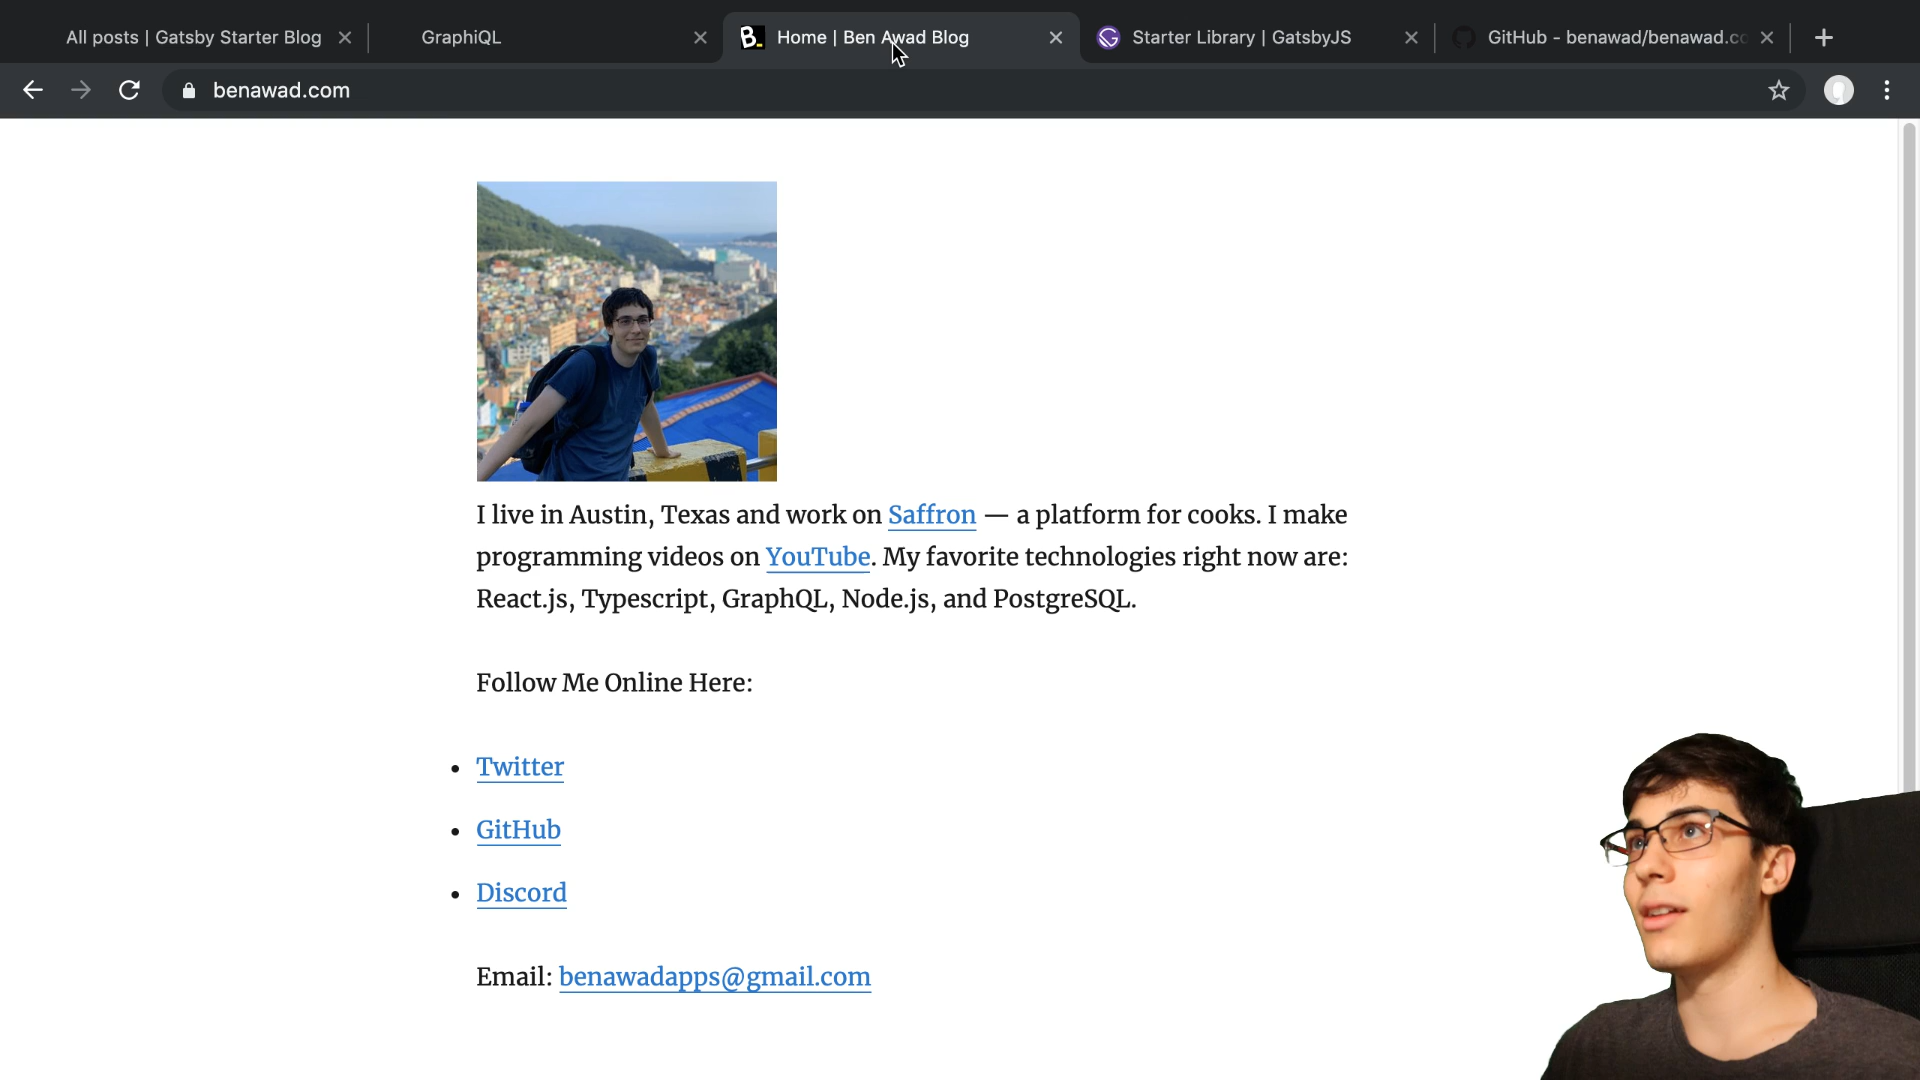 All posts | Gatsby Starter Blog
GraphiQL
B. Home | Ben Awad Blog
Starter Library | GatsbyJS
GitHub - benawad/benawad.cc
benawad.com
I live in Austin, Texas and work on Saffron — a platform for cooks. I make
programming videos on YouTube. My favorite technologies right now are:
React.js, Typescript, GraphQL, Node.js, and PostgreSQL.
Follow Me Online Here:
• Twitter
• GitHub
• Discord
Email: benawadapps@gmail.com